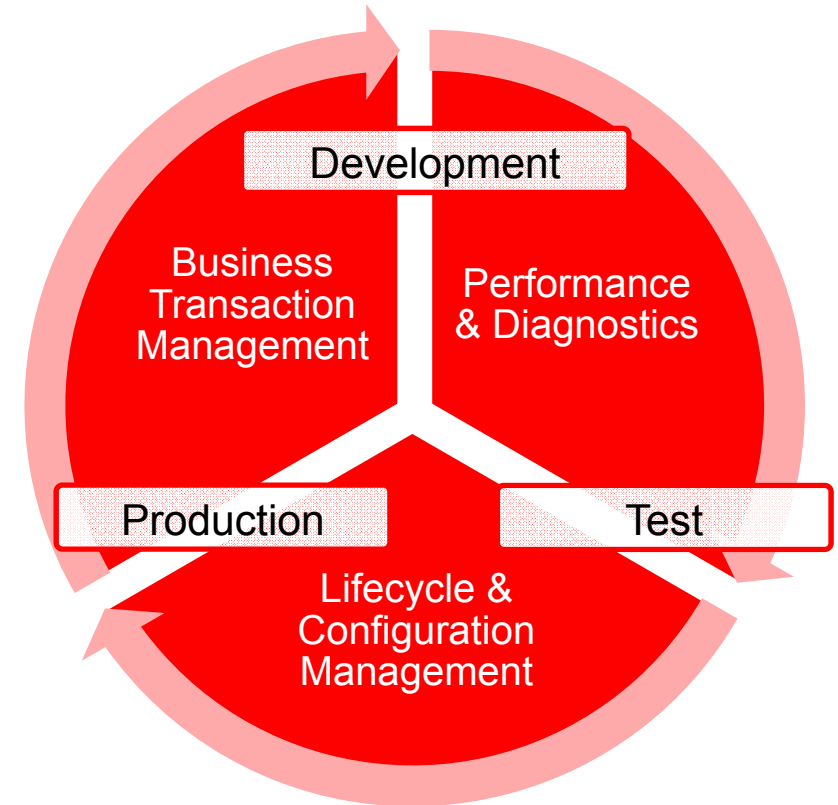 Development
Business
Transaction
Management
Performance
& Diagnostics
Production
Test
Lifecycle &
Configuration
Management